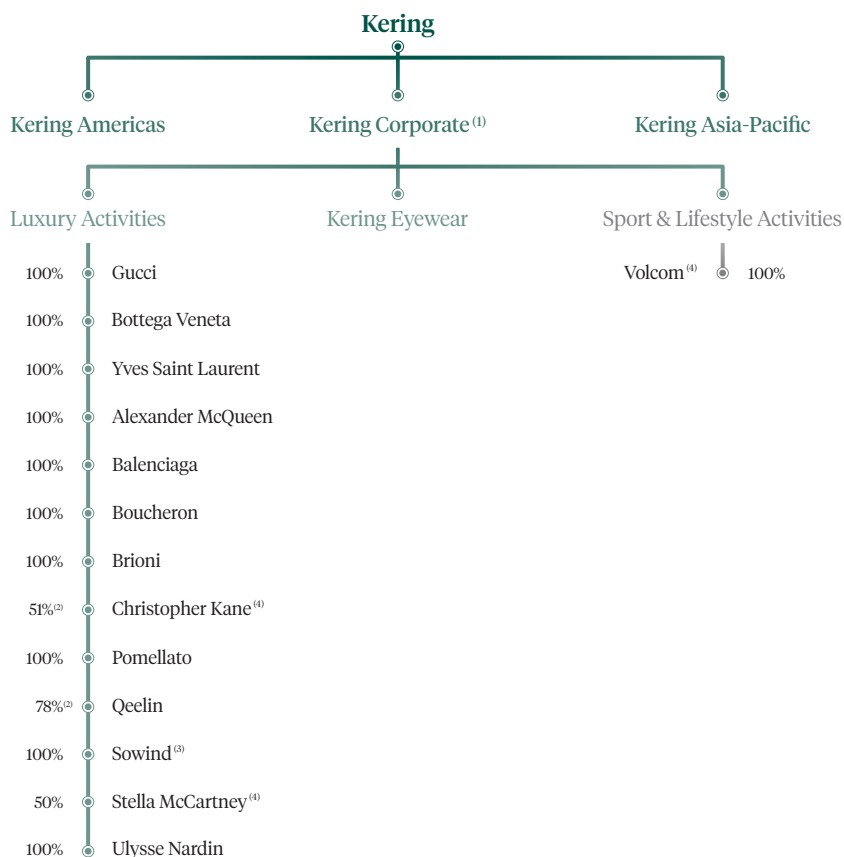 Kering
Kering Americas Kering Corporate (1) Kering Asia-Pacific
Luxury Activities Kering Eyewear Sport & Lifestyle Activities
100% Gucci Volcom (4) 100%
100% Bottega Veneta
100% Yves Saint Laurent
100% Alexander McQueen
100% Balenciaga
100% Boucheron
100% Brioni
51%(2) Christopher Kane (4)
100% Pomellato
78%(2) Qeelin
100% Sowind (3)
50% Stella McCartney (4)
100% Ulysse Nardin